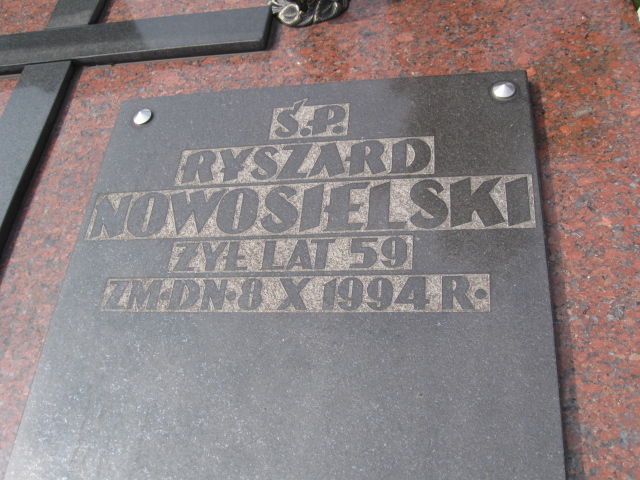 Ś.P.
RYSZARD
NOWOSIELSKI
ŻYŁ LAT 59
ZM·DN·8 X 1994 R·